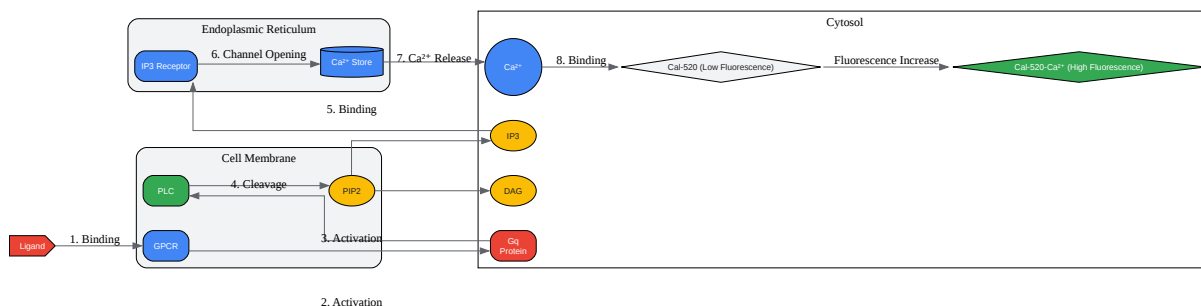 Cytosol
Endoplasmic Reticulum
6. Channel Opening
IP3 Receptor
Ca²⁺ Store
7. Ca²⁺ Release
Ca²⁺
8. Binding
Cal-520 (Low Fluorescence)
Fluorescence Increase
Cal-520-Ca²⁺ (High Fluorescence)
5. Binding
IP3
Cell Membrane
PLC
4. Cleavage
PIP2
DAG
Ligand
1. Binding
GPCR
3. Activation
Gq
Protein
2. Activation